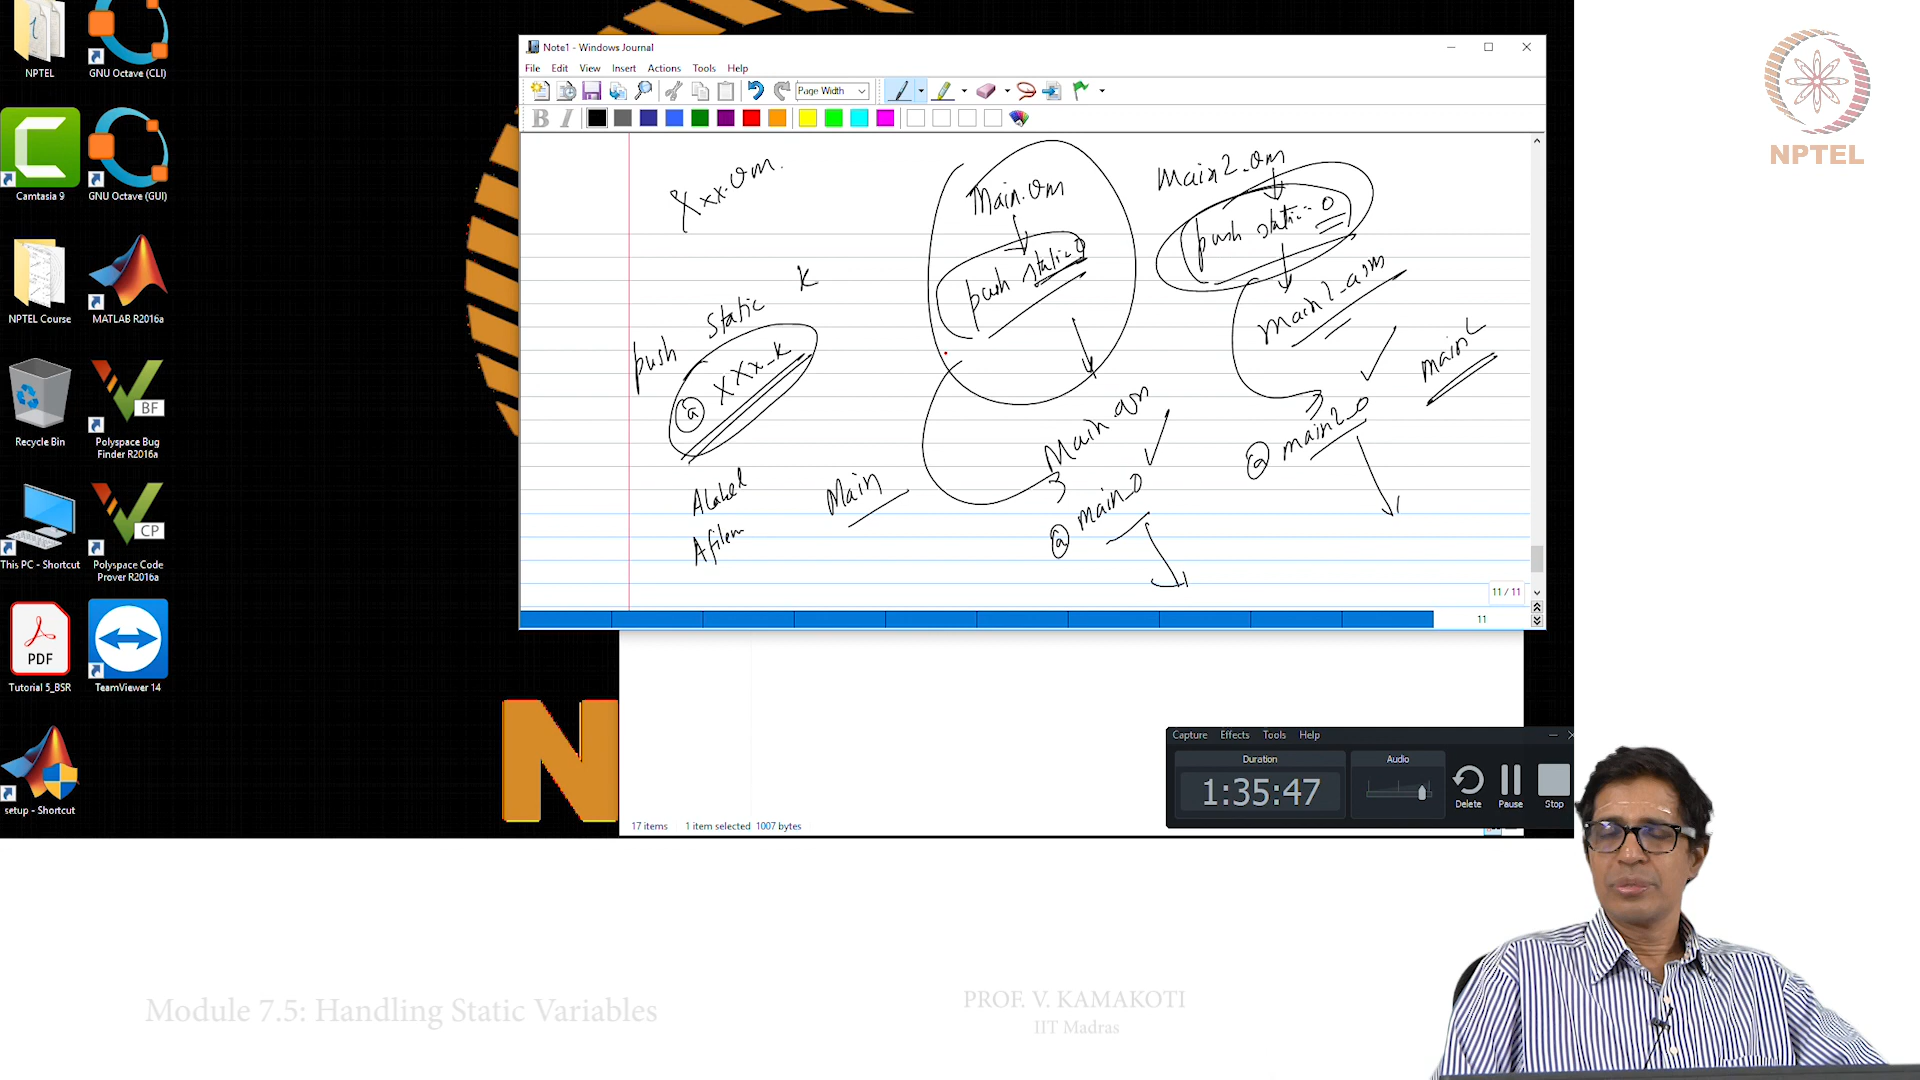 NPTEL
GNU Octave (CLI)
Camtasia 9
GNU Octave (GUI)
NPTEL Course
MATLAB R2016a
Recycle Bin
BF
Polyspace Bug
Finder R2016a
This PC - Shortcut
CP
Polyspace Code
Prover R2016a
PDF
Tutorial 5_BSR
TeamViewer 14
setup - Shortcut
N
Note1 - Windows Journal
File Edit View Insert Actions Tools Help
Page Width
B I
Xxx.vm.
push static k
@ XXX_k
Alabel
Afilem
Main
Main.vm
push static 0
Main.asm
@ main_0
Main2.vm
push static 0
Main2.asm
@ main2_0
11 / 11
11
17 items 1 item selected 1007 bytes
Capture Effects Tools Help
Duration
1:35:47
Audio
Delete Pause Stop
NPTEL
Module 7.5: Handling Static Variables
PROF. V. KAMAKOTI
IIT Madras